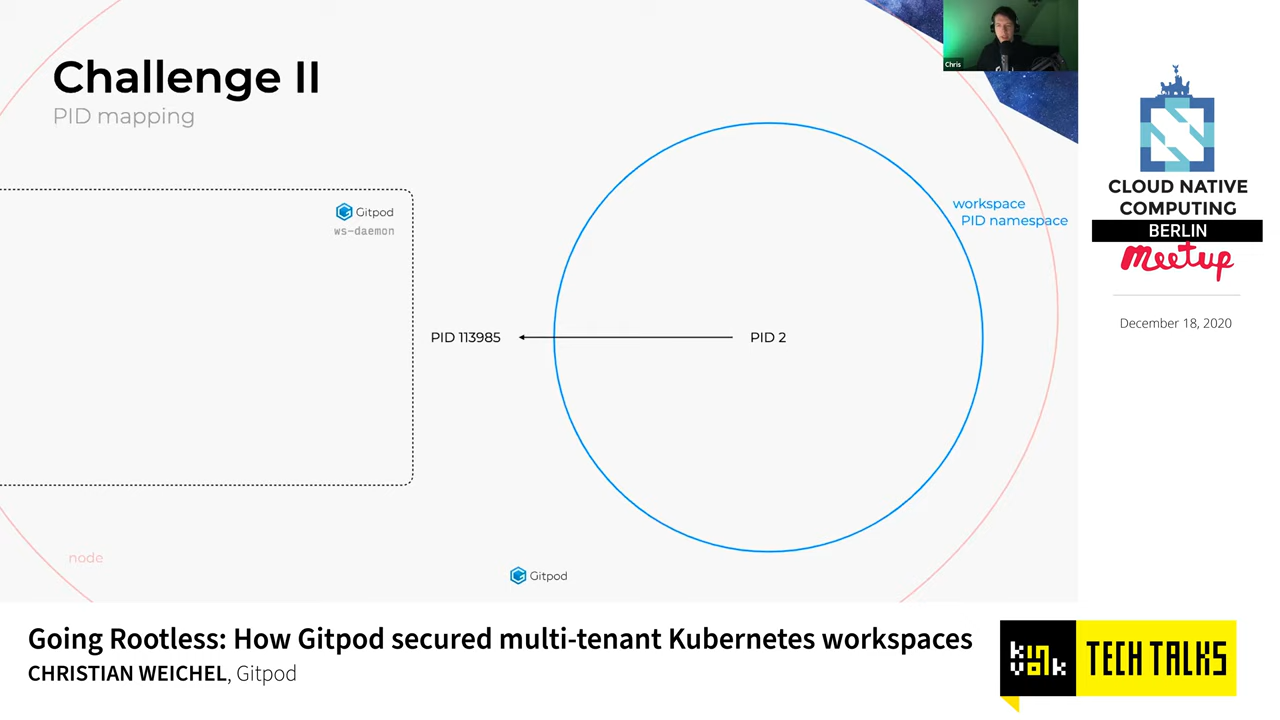 Challenge II
PID mapping
Chris
Gitpod
ws-daemon
workspace
PID namespace
PID 113985
PID 2
node
Gitpod
CLOUD NATIVE
COMPUTING
BERLIN
meetup
December 18, 2020
Going Rootless: How Gitpod secured multi-tenant Kubernetes workspaces
CHRISTIAN WEICHEL, Gitpod
kinvolk
TECH TALKS